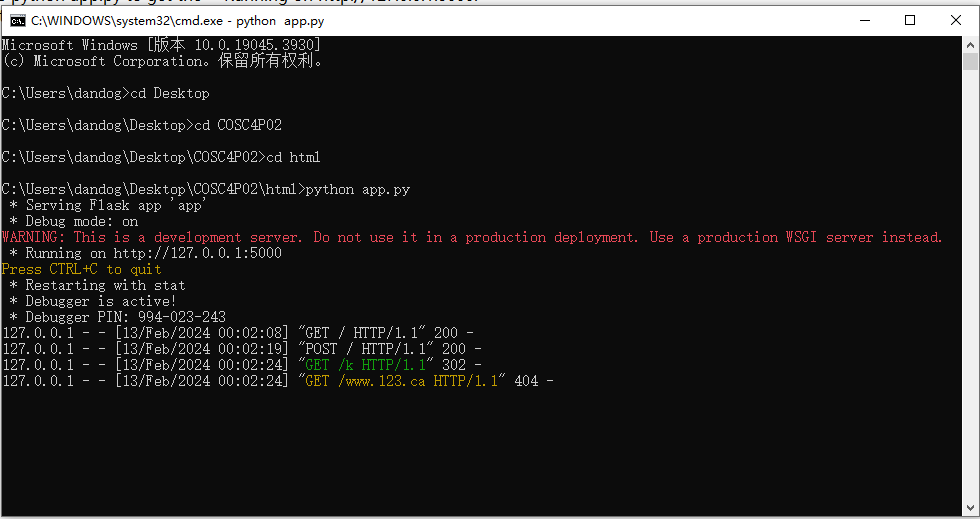 C:\WINDOWS\system32\cmd.exe - python app.py
Microsoft Windows [版本 10.0.19045.3930]
(c) Microsoft Corporation。保留所有权利。
C:\Users\dandog>cd Desktop
C:\Users\dandog\Desktop>cd COSC4P02
C:\Users\dandog\Desktop\COSC4P02>cd html
C:\Users\dandog\Desktop\COSC4P02\html>python app.py
* Serving Flask app 'app'
* Debug mode: on
WARNING: This is a development server. Do not use it in a production deployment. Use a production WSGI server instead.
* Running on http://127.0.0.1:5000
Press CTRL+C to quit
* Restarting with stat
* Debugger is active!
* Debugger PIN: 994-023-243
127.0.0.1 - - [13/Feb/2024 00:02:08] "GET / HTTP/1.1" 200 -
127.0.0.1 - - [13/Feb/2024 00:02:19] "POST / HTTP/1.1" 200 -
127.0.0.1 - - [13/Feb/2024 00:02:24] "GET /k HTTP/1.1" 302 -
127.0.0.1 - - [13/Feb/2024 00:02:24] "GET /www.123.ca HTTP/1.1" 404 -